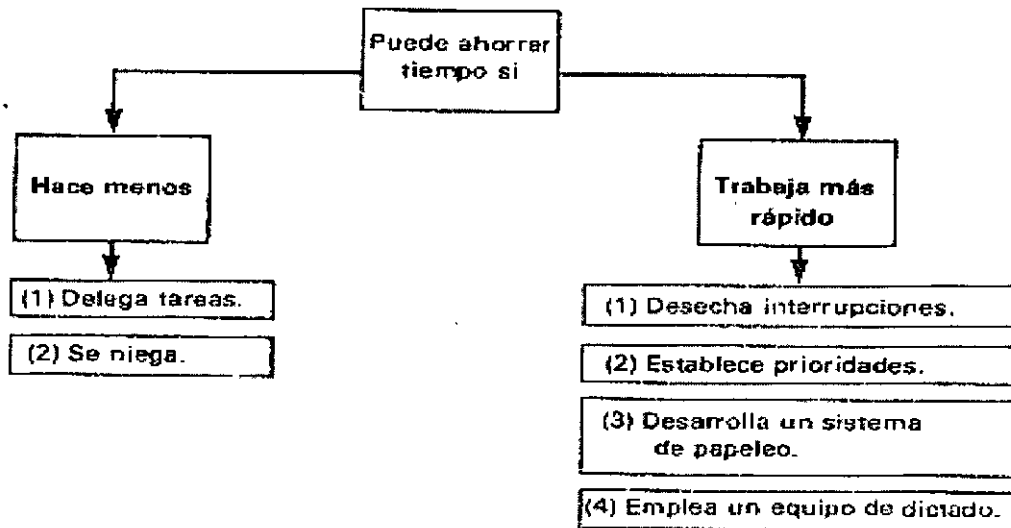 Puede ahorrar
tiempo si
Hace menos
(1) Delega tareas.
(2) Se niega.
Trabaja más
rápido
(1) Desecha interrupciones.
(2) Establece prioridades.
(3) Desarrolla un sistema
de papeleo.
(4) Emplea un equipo de dictado.